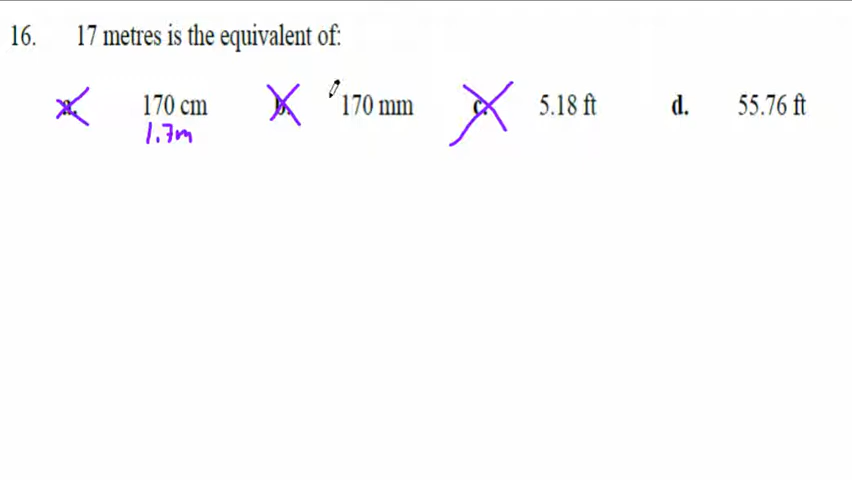 16. 17 metres is the equivalent of:
a. 170 cm b. 170 mm c. 5.18 ft d. 55.76 ft
1.7m